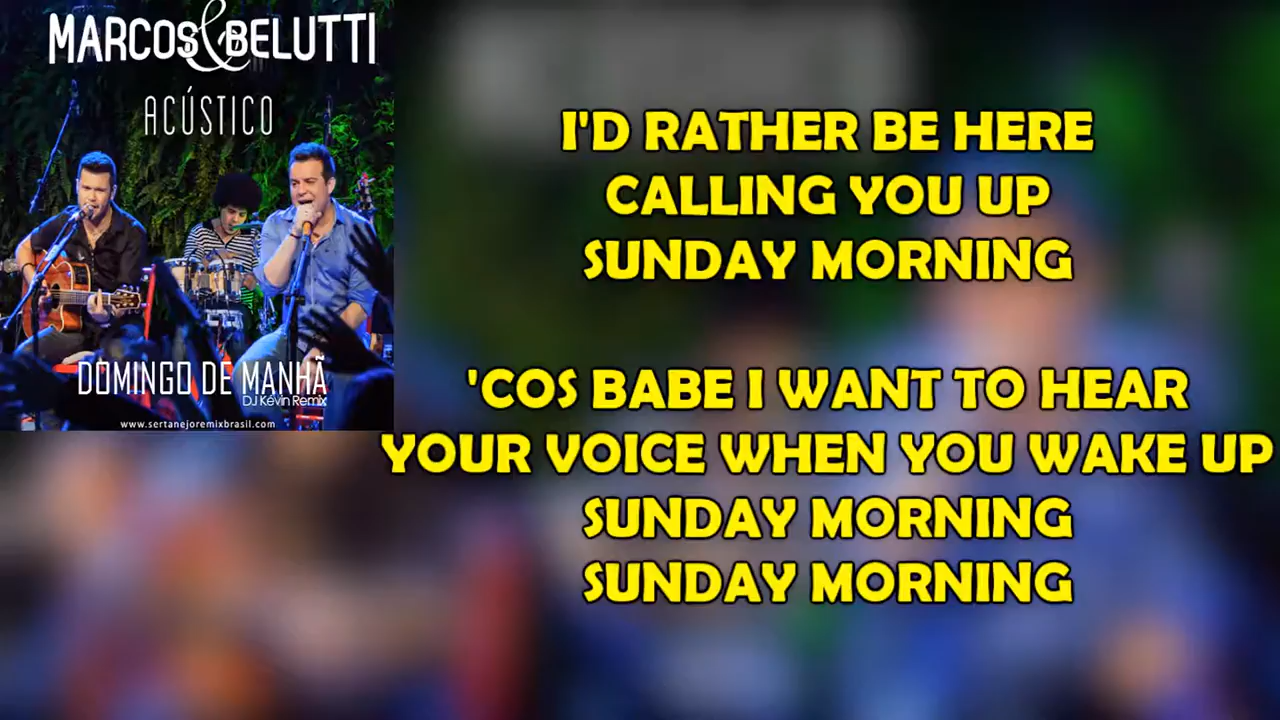 MARCOS & BELUTTI
ACÚSTICO
DOMINGO DE MANHÃ
DJ Kévin Remix
www.sertanejoremixbrasil.com
I'D RATHER BE HERE
CALLING YOU UP
SUNDAY MORNING
'COS BABE I WANT TO HEAR
YOUR VOICE WHEN YOU WAKE UP
SUNDAY MORNING
SUNDAY MORNING